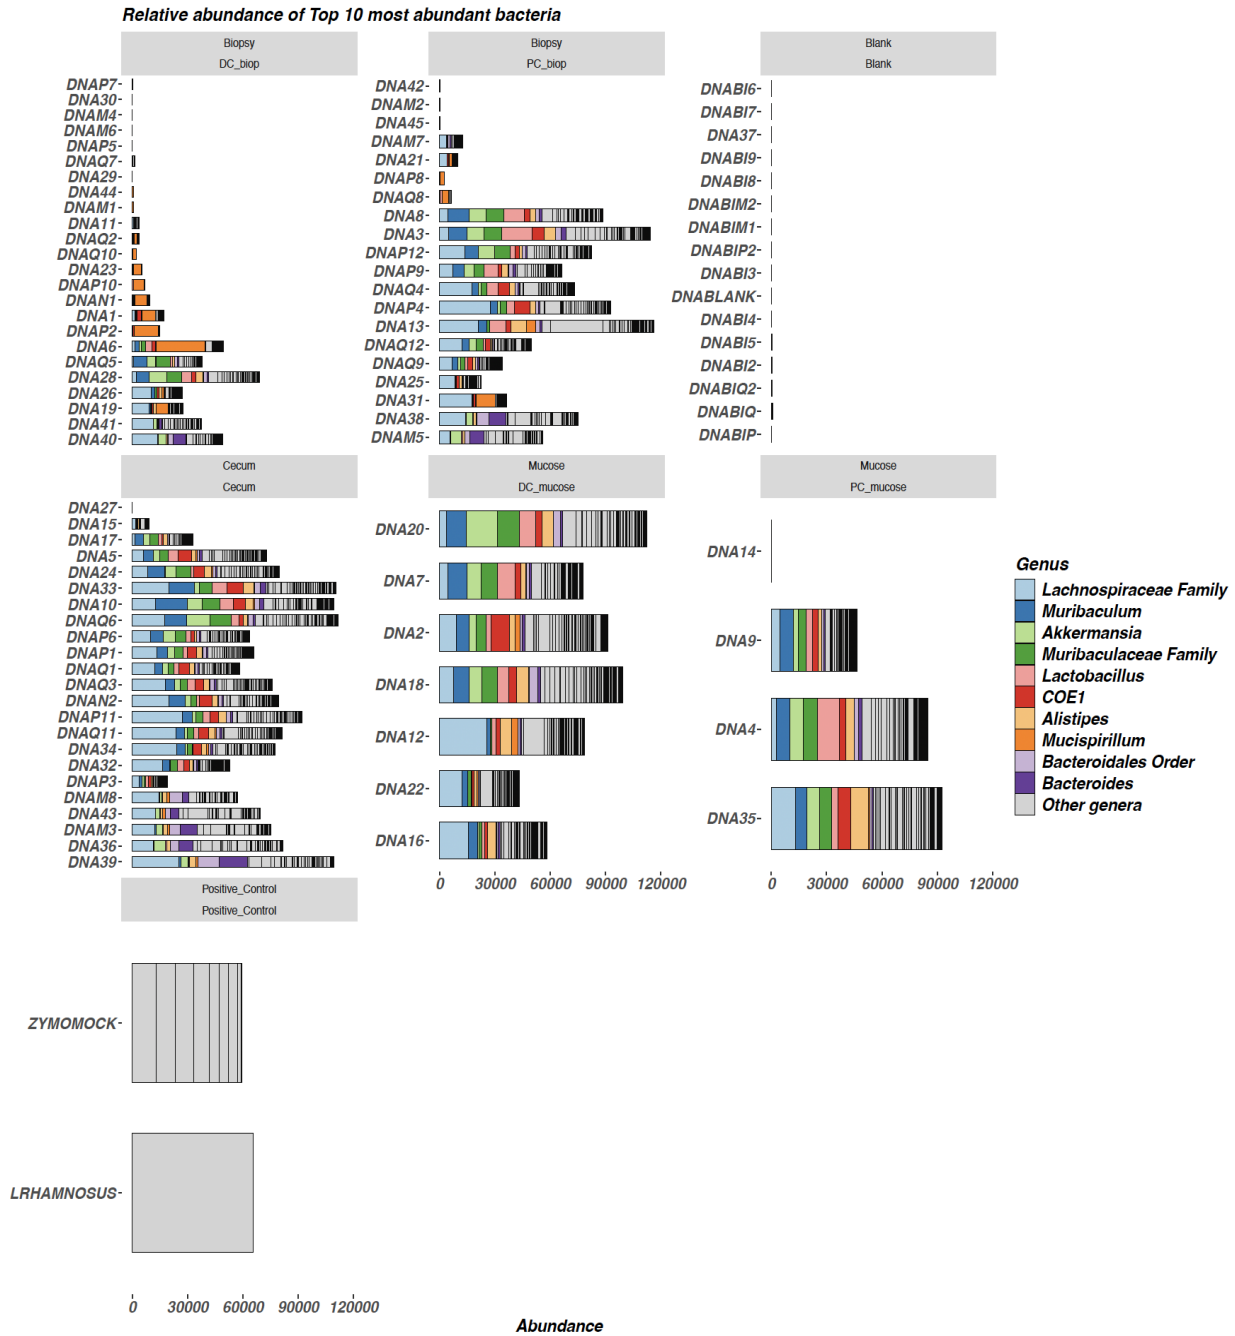 Relative abundance of Top 10 most abundant bacteria
Biopsy
DC_biop
DNAP7
DNA30
DNAM4
DNAM6
DNAP5
DNAQ7
DNA29
DNA44
DNAM1
DNA11
DNAQ2
DNAQ10
DNA23
DNAP10
DNAN1
DNA1
DNAP2
DNA6
DNAQ5
DNA28
DNA26
DNA19
DNA41
DNA40
Biopsy
PC_biop
DNA42
DNAM2
DNA45
DNAM7
DNA21
DNAP8
DNAQ8
DNA8
DNA3
DNAP12
DNAP9
DNAQ4
DNAP4
DNA13
DNAQ12
DNAQ9
DNA25
DNA31
DNA38
DNAM5
Blank
Blank
DNABI6
DNABI7
DNA37
DNABI9
DNABI8
DNABIM2
DNABIM1
DNABIP2
DNABI3
DNABLANK
DNABI4
DNABI5
DNABI2
DNABIQ2
DNABIQ
DNABIP
Cecum
Cecum
DNA27
DNA15
DNA17
DNA5
DNA24
DNA33
DNA10
DNAQ6
DNAP6
DNAP1
DNAQ1
DNAQ3
DNAN2
DNAP11
DNAQ11
DNA34
DNA32
DNAP3
DNAM8
DNA43
DNAM3
DNA36
DNA39
Mucose
DC_mucose
DNA20
DNA7
DNA2
DNA18
DNA12
DNA22
DNA16
0 30000 60000 90000 120000
Mucose
PC_mucose
DNA14
DNA9
DNA4
DNA35
0 30000 60000 90000 120000
Positive_Control
Positive_Control
ZYMOMOCK
LRHAMNOSUS
0 30000 60000 90000 120000
Abundance
Genus
Lachnospiraceae Family
Muribaculum
Akkermansia
Muribaculaceae Family
Lactobacillus
COE1
Alistipes
Mucispirillum
Bacteroidales Order
Bacteroides
Other genera